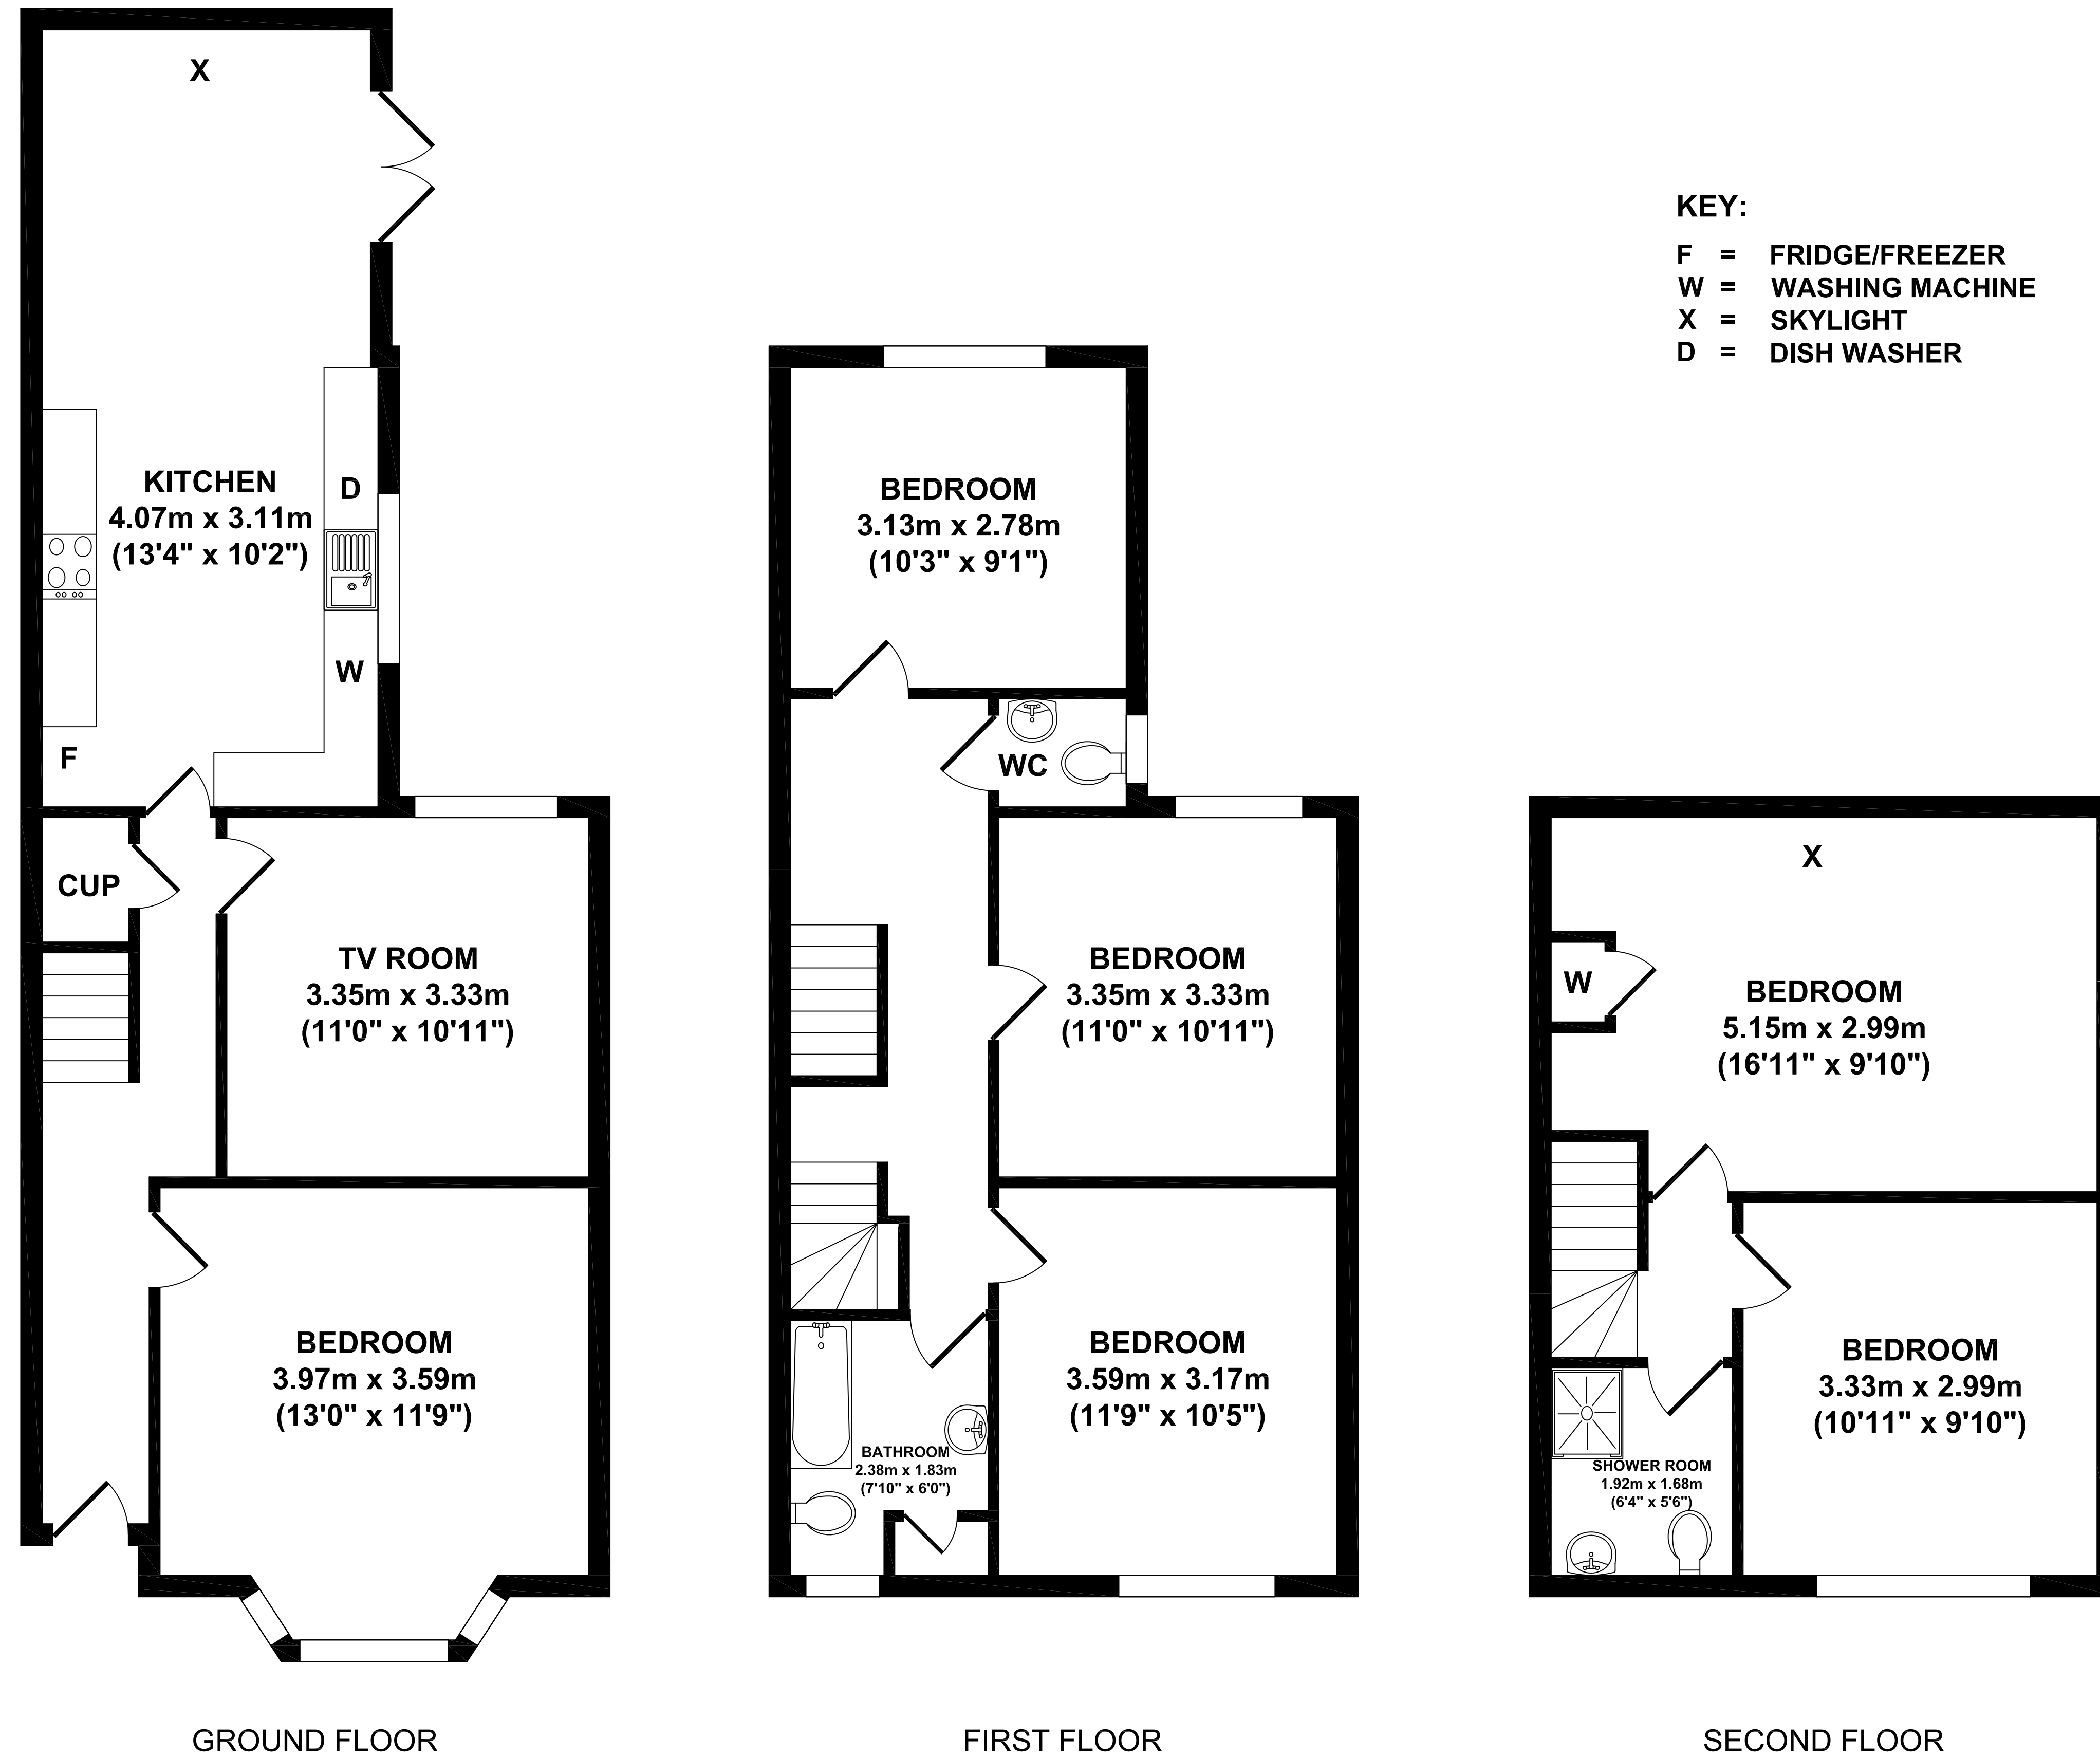 X
KITCHEN
4.07m x 3.11m
(13'4" x 10'2")
D
W
F
CUP
TV ROOM
3.35m x 3.33m
(11'0" x 10'11")
BEDROOM
3.97m x 3.59m
(13'0" x 11'9")
GROUND FLOOR
BEDROOM
3.13m x 2.78m
(10'3" x 9'1")
WC
BEDROOM
3.35m x 3.33m
(11'0" x 10'11")
BEDROOM
3.59m x 3.17m
(11'9" x 10'5")
BATHROOM
2.38m x 1.83m
(7'10" x 6'0")
FIRST FLOOR
KEY:
F = FRIDGE/FREEZER
W = WASHING MACHINE
X = SKYLIGHT
D = DISH WASHER
X
W
BEDROOM
5.15m x 2.99m
(16'11" x 9'10")
BEDROOM
3.33m x 2.99m
(10'11" x 9'10")
SHOWER ROOM
1.92m x 1.68m
(6'4" x 5'6")
SECOND FLOOR